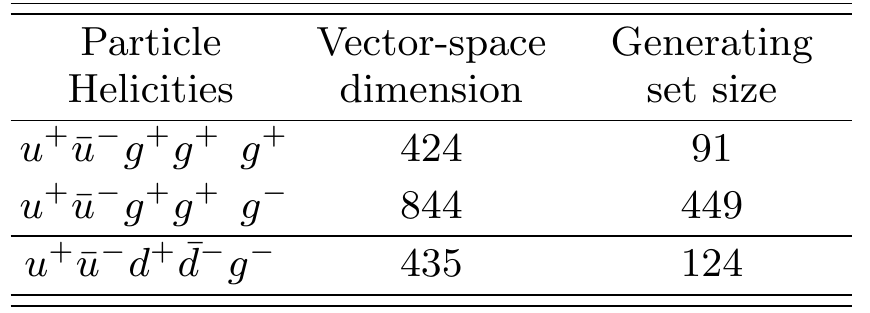 Particle Helicities Vector-space dimension Generating set size
u⁺ū⁻g⁺g⁺ g⁺ 424 91
u⁺ū⁻g⁺g⁺ g⁻ 844 449
u⁺ū⁻d⁺d̄⁻g⁻ 435 124